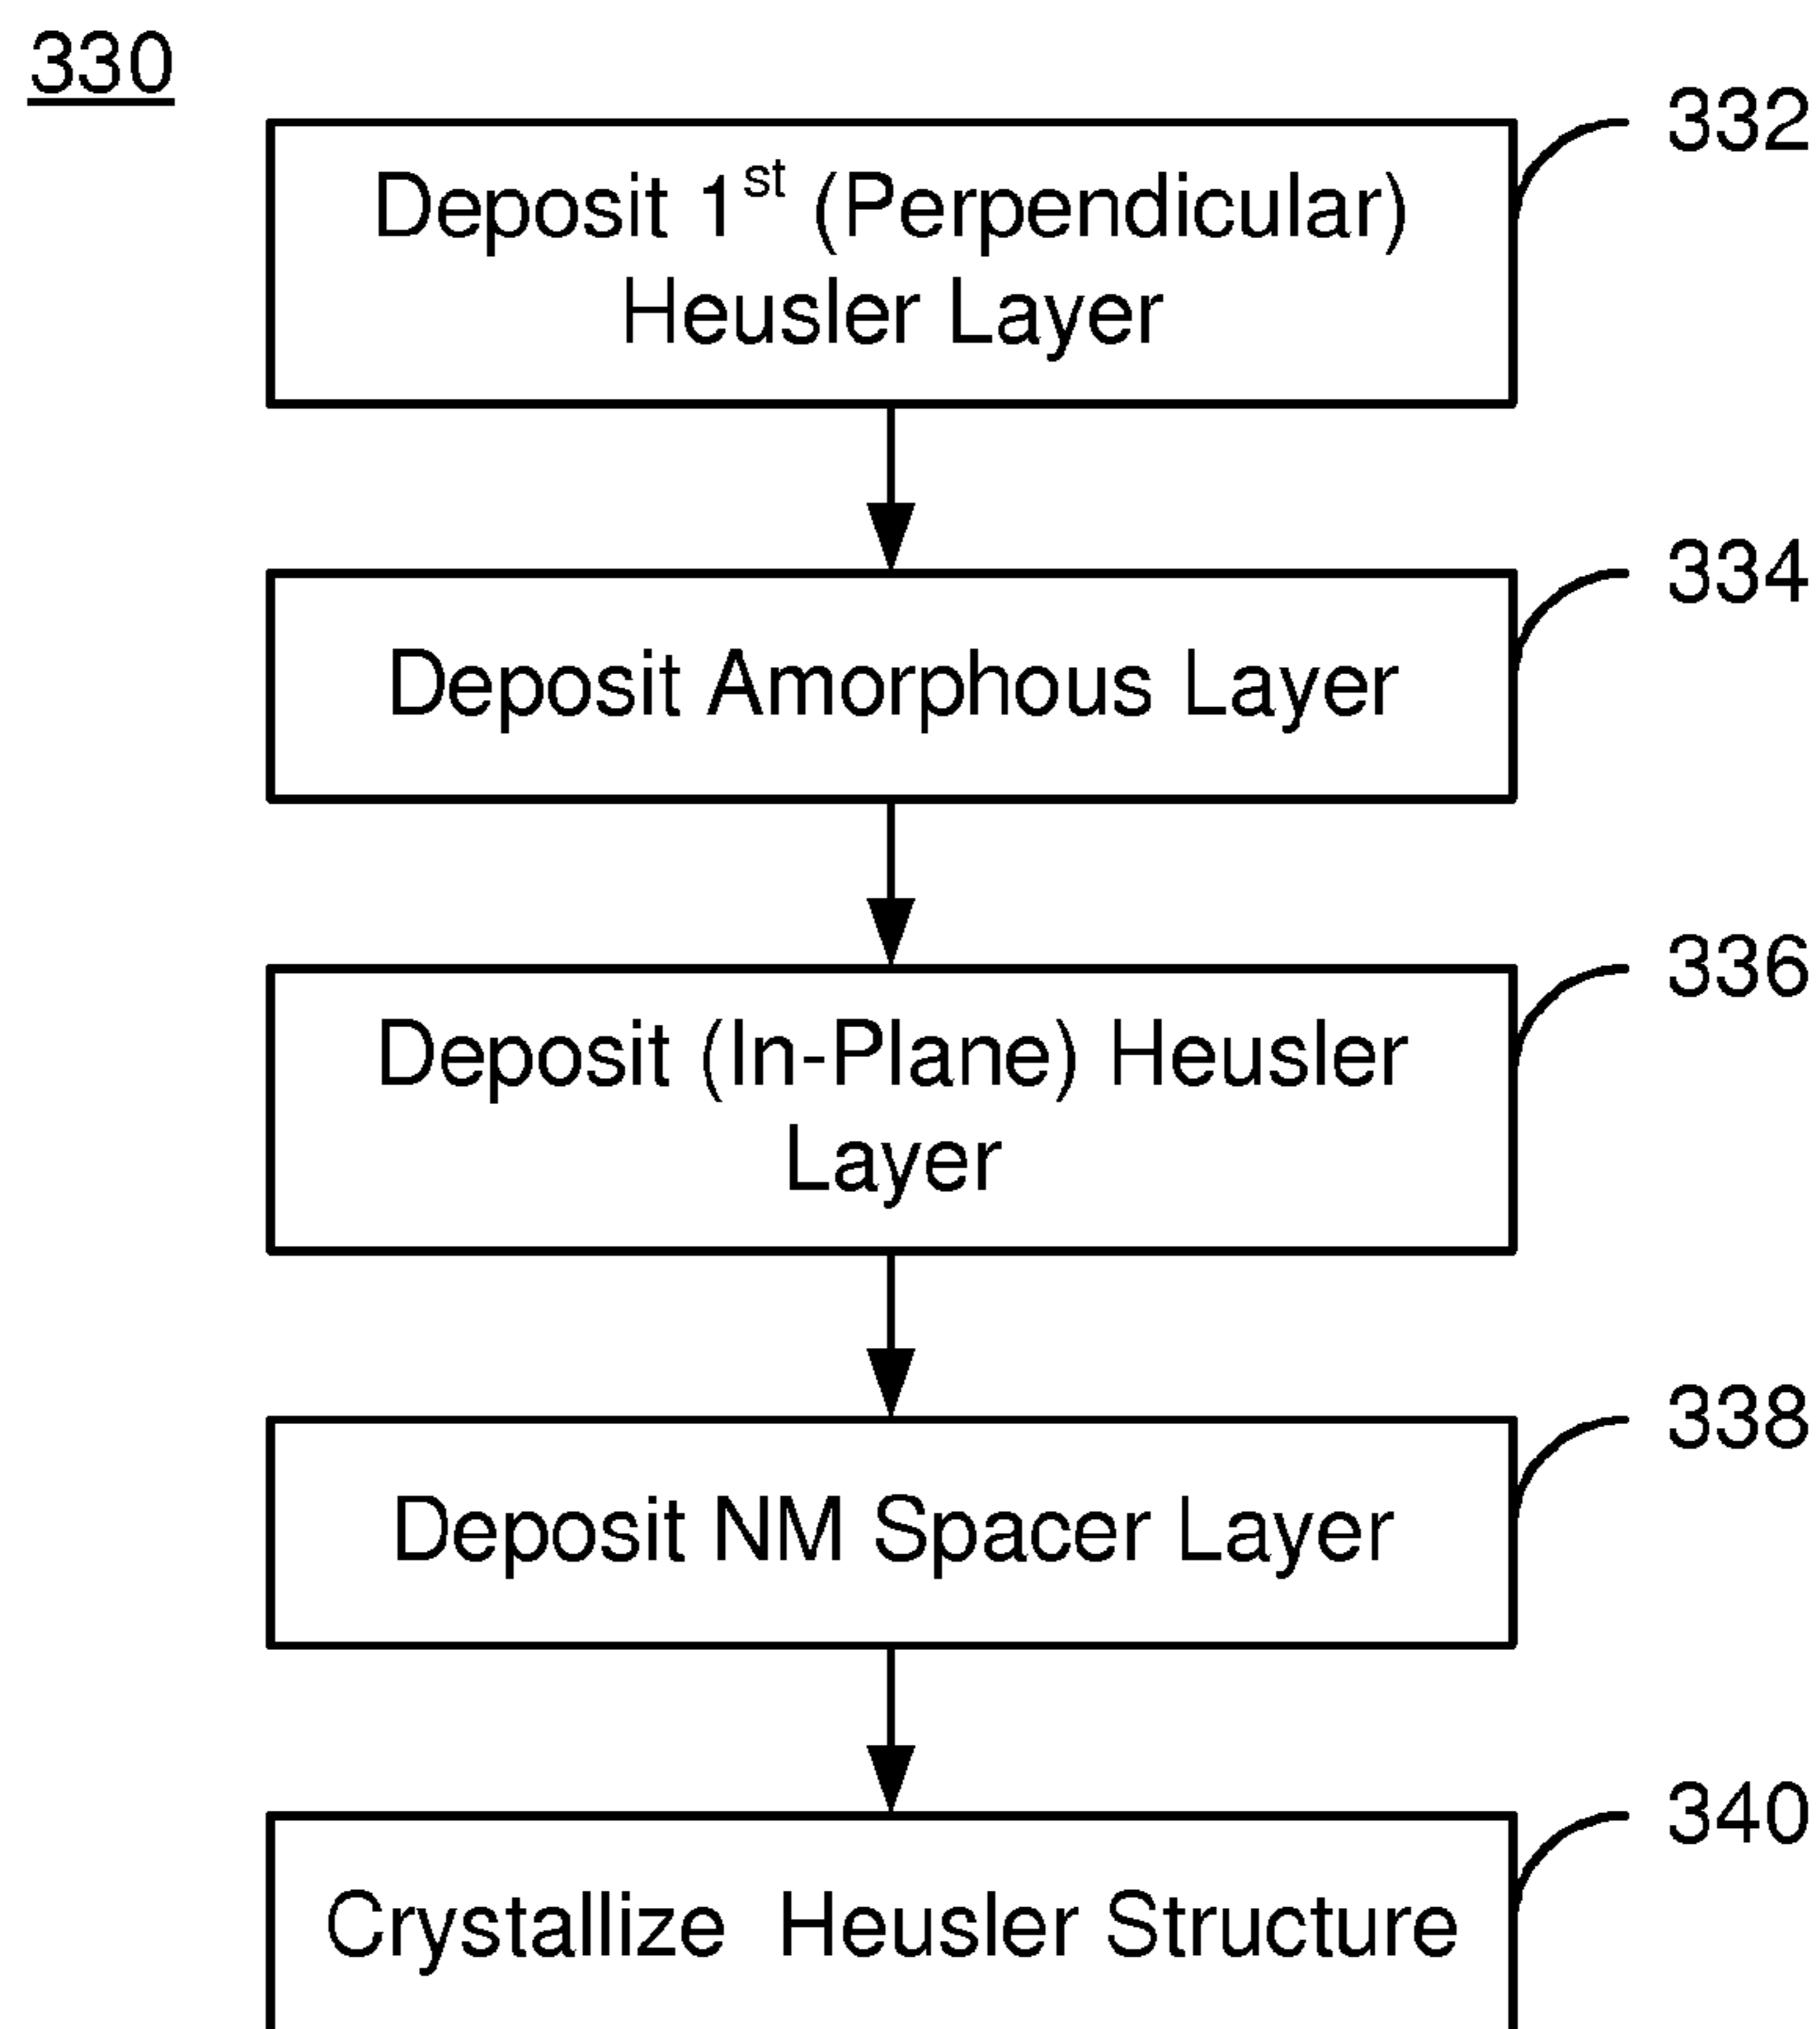 330
332
Deposit 1st (Perpendicular)
Heusler Layer
334
Deposit Amorphous Layer
336
Deposit (In-Plane) Heusler
Layer
338
Deposit NM Spacer Layer
340
Crystallize Heusler Structure